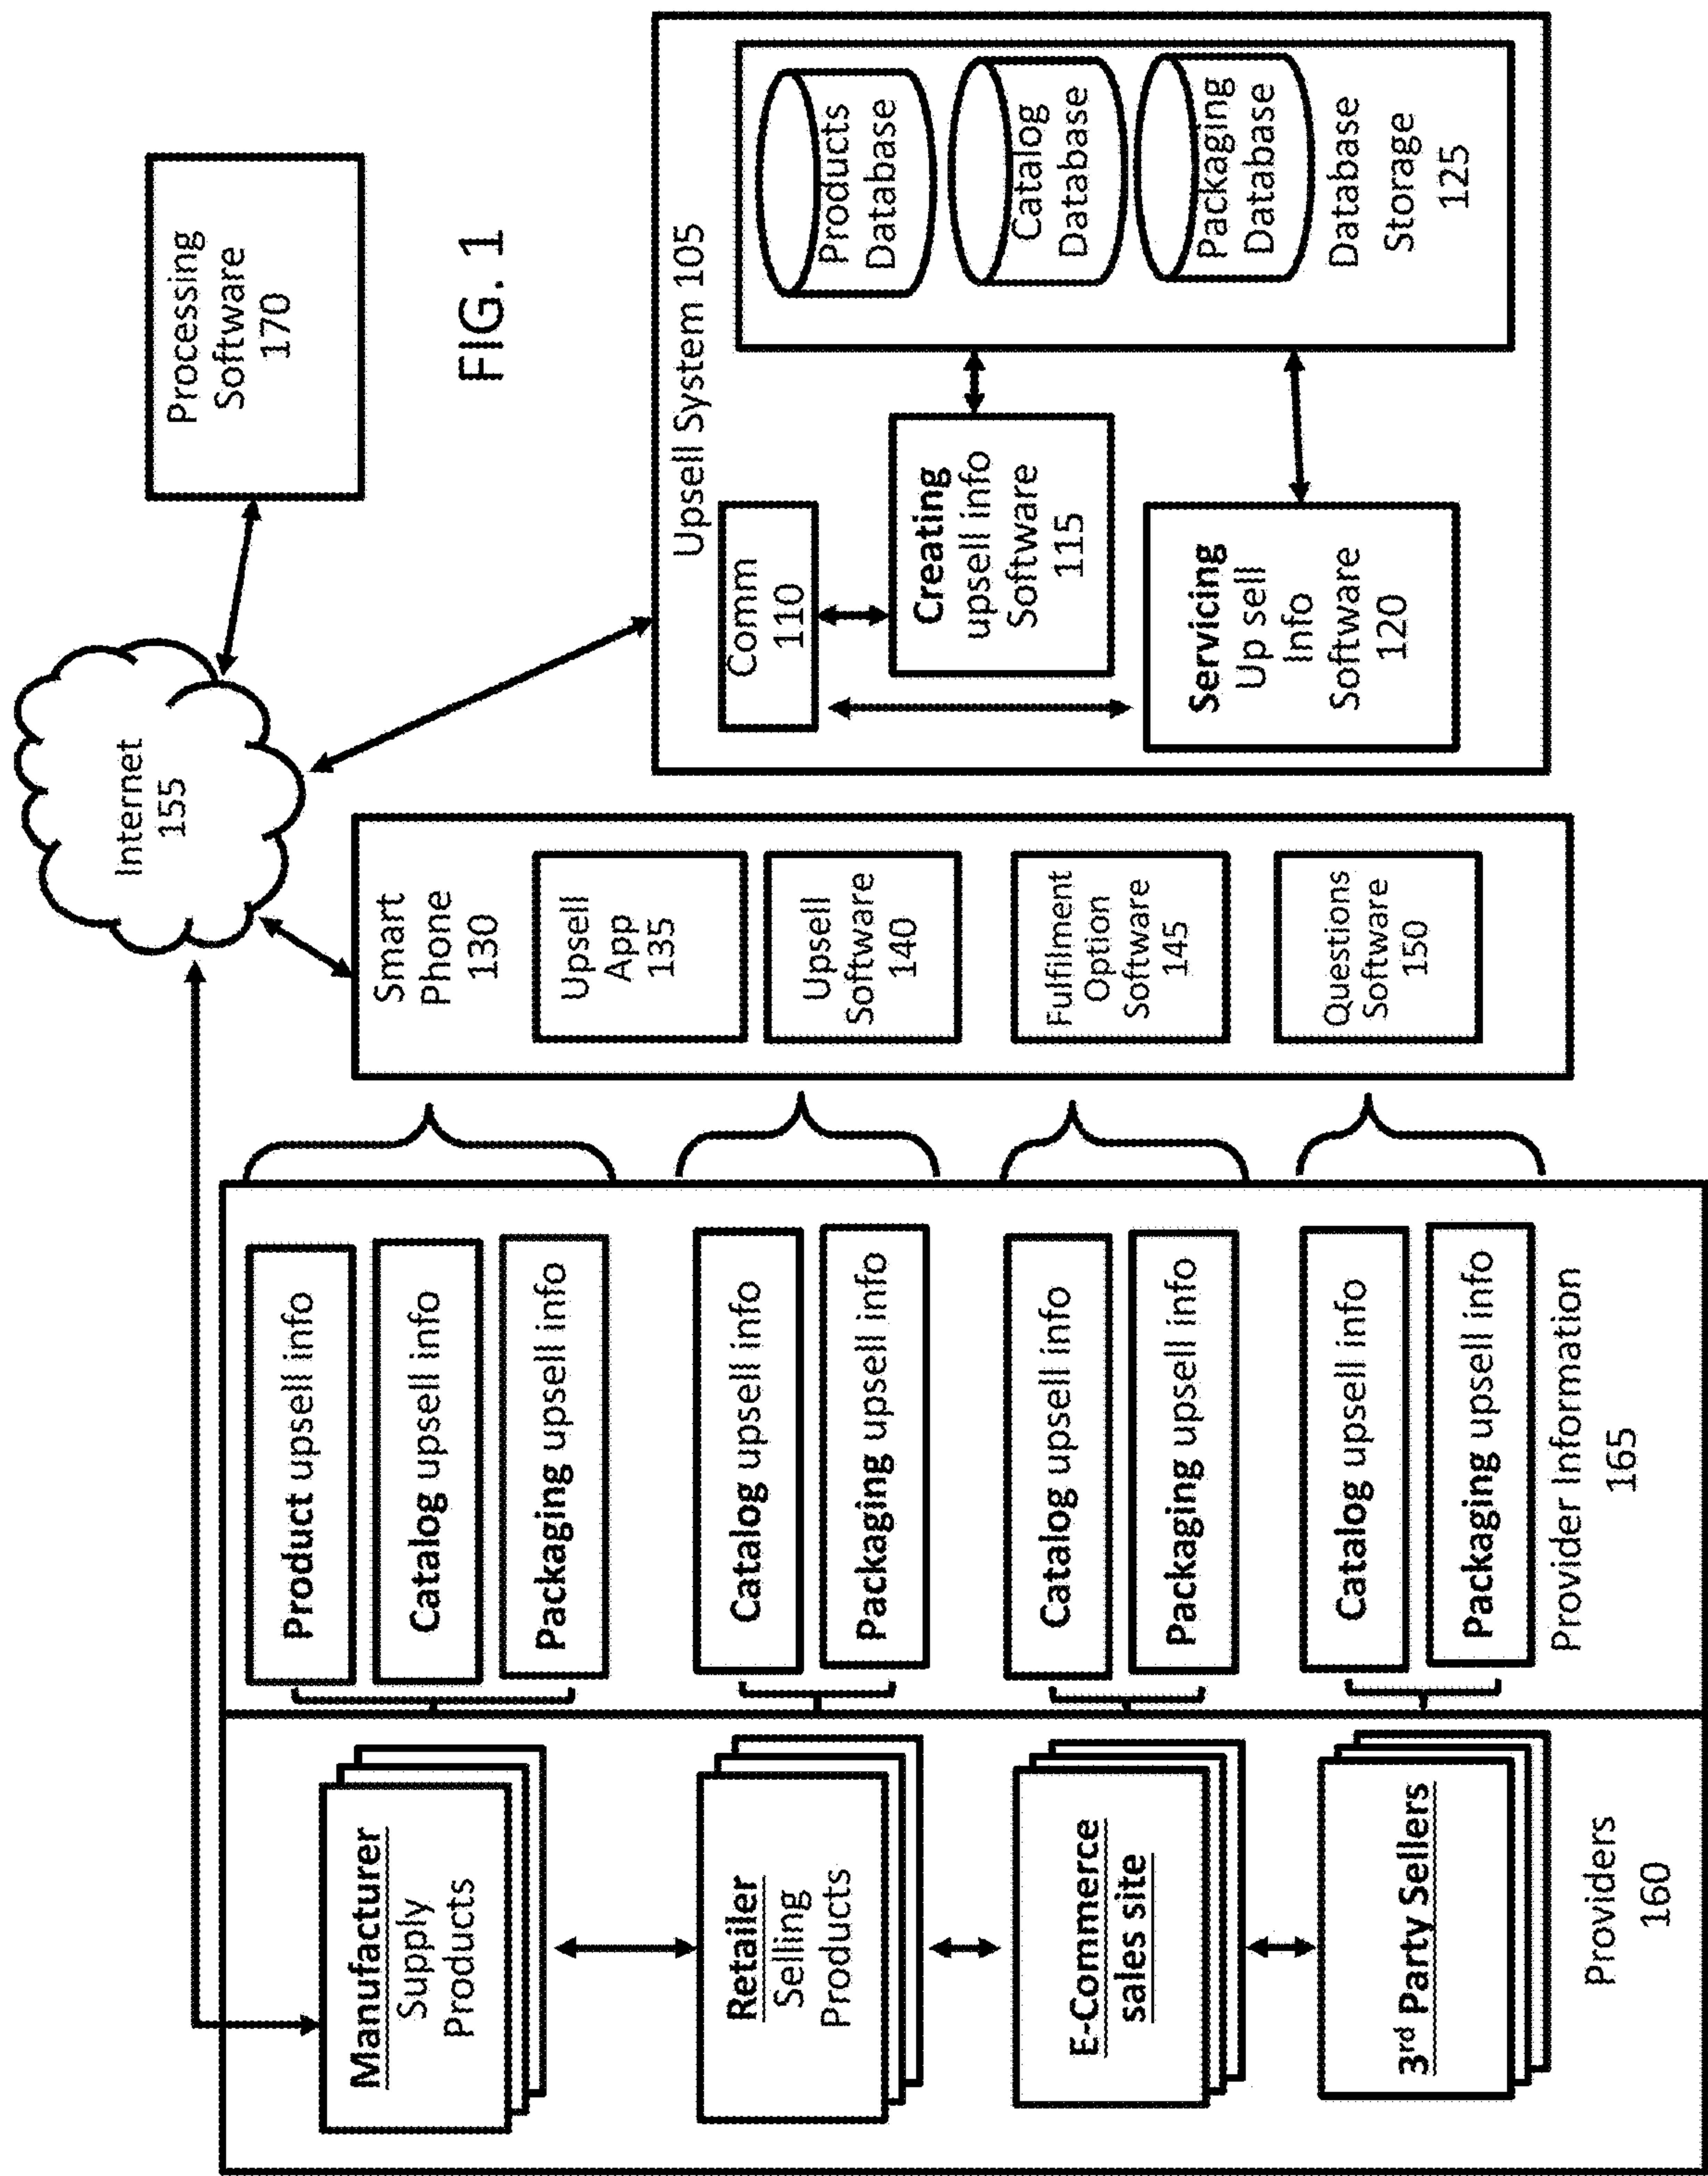 Internet
155
Processing
Software
170
FIG. 1
Manufacturer
Supply
Products
Retailer
Selling
Products
E-Commerce
sales site
3rd Party Sellers
Providers
160
Product upsell info
Catalog upsell info
Packaging upsell info
Catalog upsell info
Packaging upsell info
Catalog upsell info
Packaging upsell info
Catalog upsell info
Packaging upsell info
Provider Information
165
Smart
Phone
130
Upsell
App
135
Upsell
Software
140
Fulfilment
Option
Software
145
Questions
Software
150
Upsell System 105
Comm
110
Creating
upsell info
Software
115
Servicing
Up sell
Info
Software
120
Products
Database
Catalog
Database
Packaging
Database
Database
Storage
125